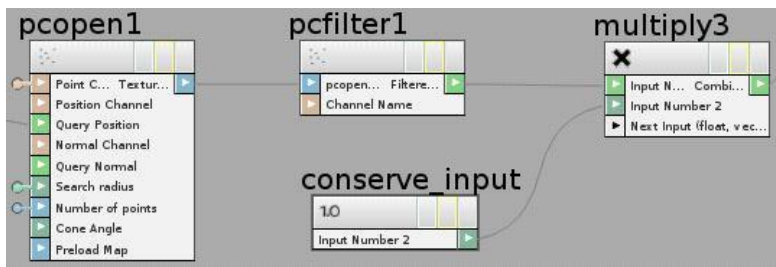 pcopen1
Point C... Textur...
Position Channel
Query Position
Normal Channel
Query Normal
Search radius
Number of points
Cone Angle
Preload Map
pcfilter1
pcopen... Filtere...
Channel Name
conserve_input
1.0
Input Number 2
multiply3
Input N... Combi...
Input Number 2
Next Input (float, vec...